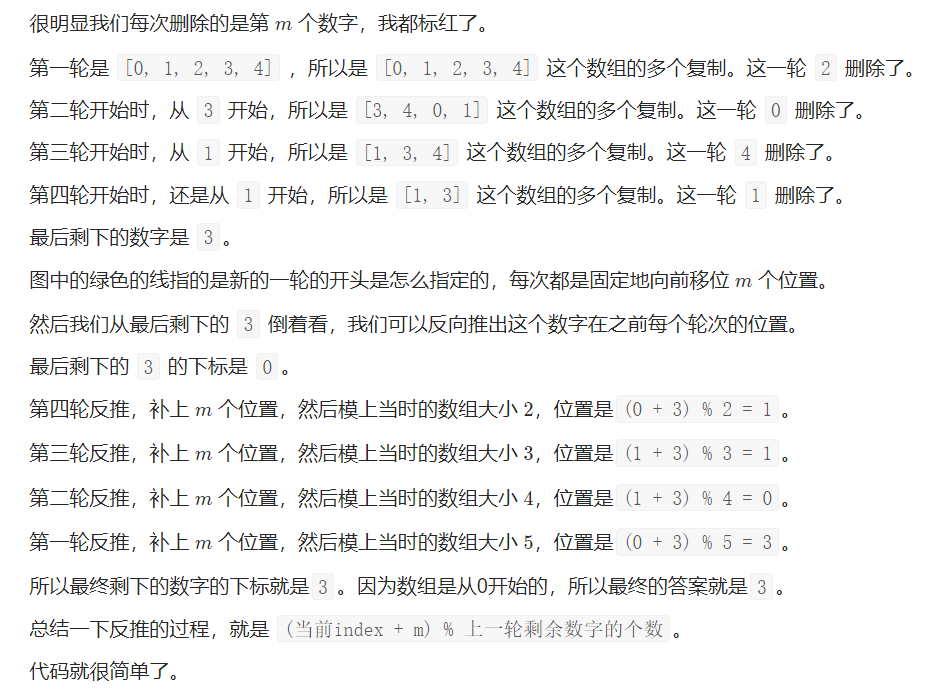 很明显我们每次删除的是第 m 个数字，我都标红了。
第一轮是 [0, 1, 2, 3, 4] ，所以是 [0, 1, 2, 3, 4] 这个数组的多个复制。这一轮 2 删除了。
第二轮开始时，从 3 开始，所以是 [3, 4, 0, 1] 这个数组的多个复制。这一轮 0 删除了。
第三轮开始时，从 1 开始，所以是 [1, 3, 4] 这个数组的多个复制。这一轮 4 删除了。
第四轮开始时，还是从 1 开始，所以是 [1, 3] 这个数组的多个复制。这一轮 1 删除了。
最后剩下的数字是 3 。
图中的绿色的线指的是新的一轮的开头是怎么指定的，每次都是固定地向前移位 m 个位置。
然后我们从最后剩下的 3 倒着看，我们可以反向推出这个数字在之前每个轮次的位置。
最后剩下的 3 的下标是 0 。
第四轮反推，补上 m 个位置，然后模上当时的数组大小 2，位置是 (0 + 3) % 2 = 1 。
第三轮反推，补上 m 个位置，然后模上当时的数组大小 3，位置是 (1 + 3) % 3 = 1 。
第二轮反推，补上 m 个位置，然后模上当时的数组大小 4，位置是 (1 + 3) % 4 = 0 。
第一轮反推，补上 m 个位置，然后模上当时的数组大小 5，位置是 (0 + 3) % 5 = 3 。
所以最终剩下的数字的下标就是 3 。因为数组是从0开始的，所以最终的答案就是 3 。
总结一下反推的过程，就是 (当前index + m) % 上一轮剩余数字的个数 。
代码就很简单了。